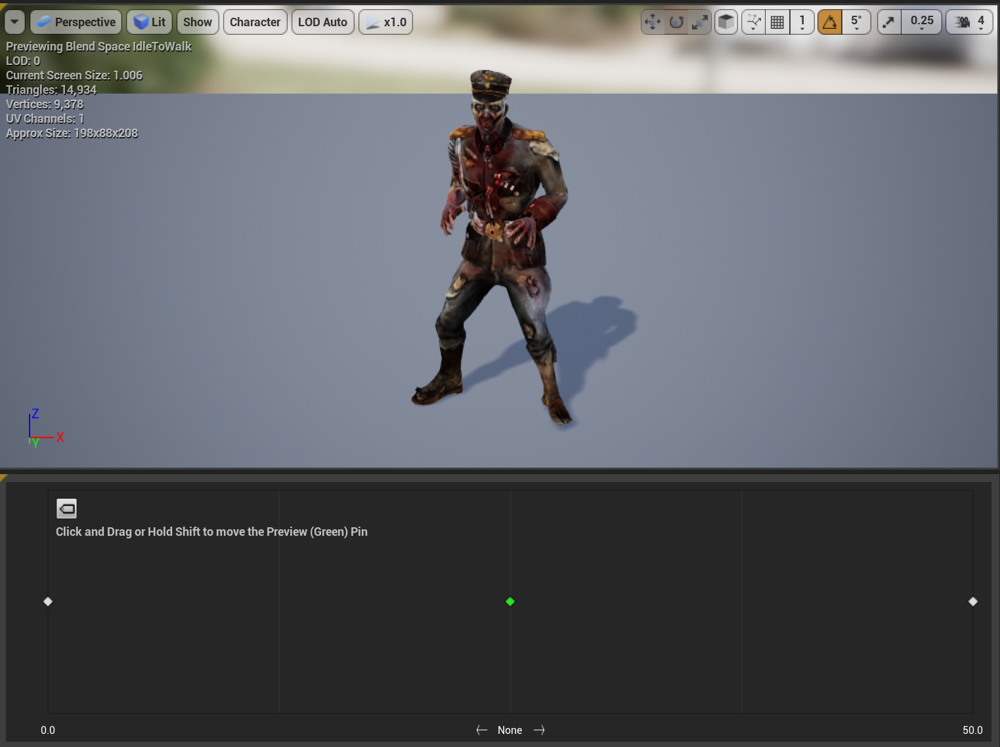 Perspective Lit Show Character LOD Auto x1.0 1 5° 0.25 4
Previewing Blend Space IdleToWalk
LOD: 0
Current Screen Size: 1.006
Triangles: 14,934
Vertices: 9,378
UV Channels: 1
Approx Size: 198x88x208
Z
X
Y
Click and Drag or Hold Shift to move the Preview (Green) Pin
0.0 None 50.0